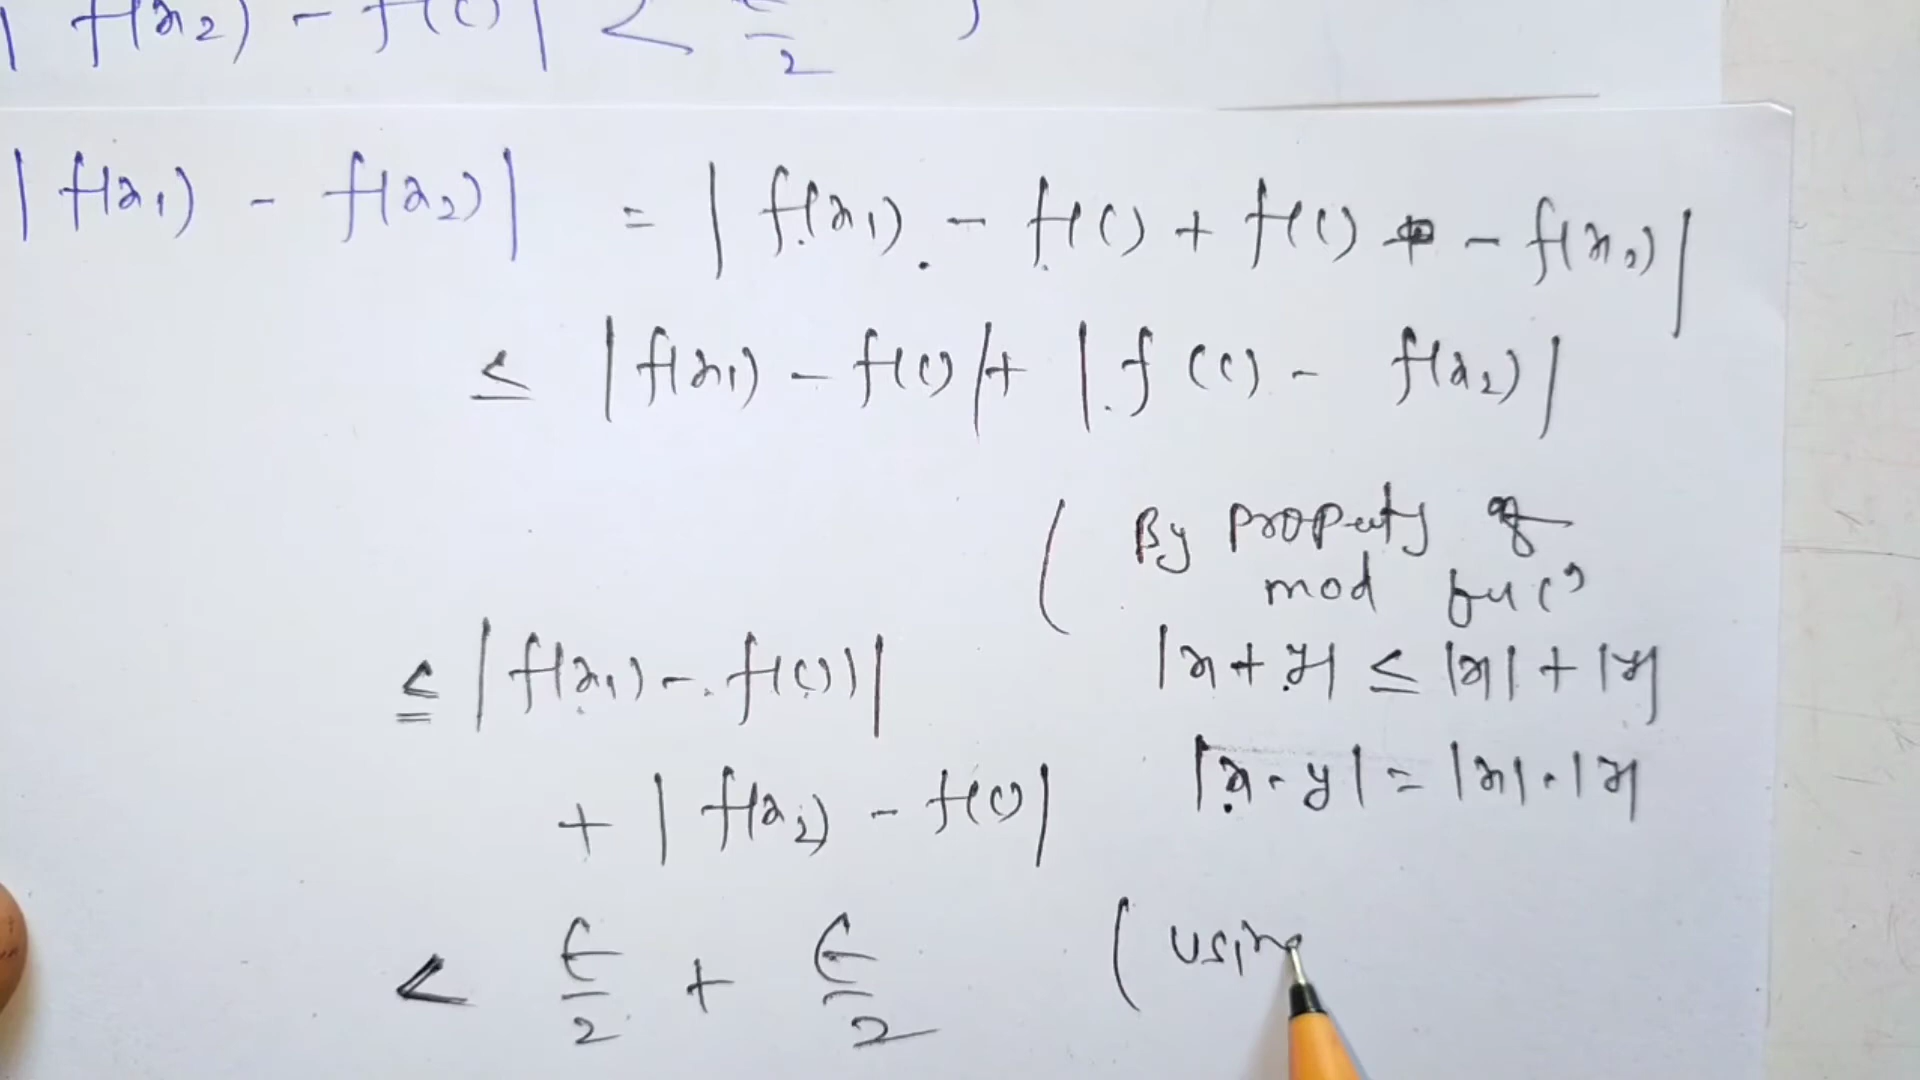 | f(x₂) - f(c) | < ε/2 )
| f(x₁) - f(x₂) | = | f(x₁) - f(c) + f(c) - f(x₂) |
≤ | f(x₁) - f(c) | + | f(c) - f(x₂) |
( By property of
mod func)
≤ | f(x₁) - f(c) |
|x + y| ≤ |x| + |y|
+ | f(x₂) - f(c) |
|x · y| = |x| · |y|
< ε/2 + ε/2 ( using